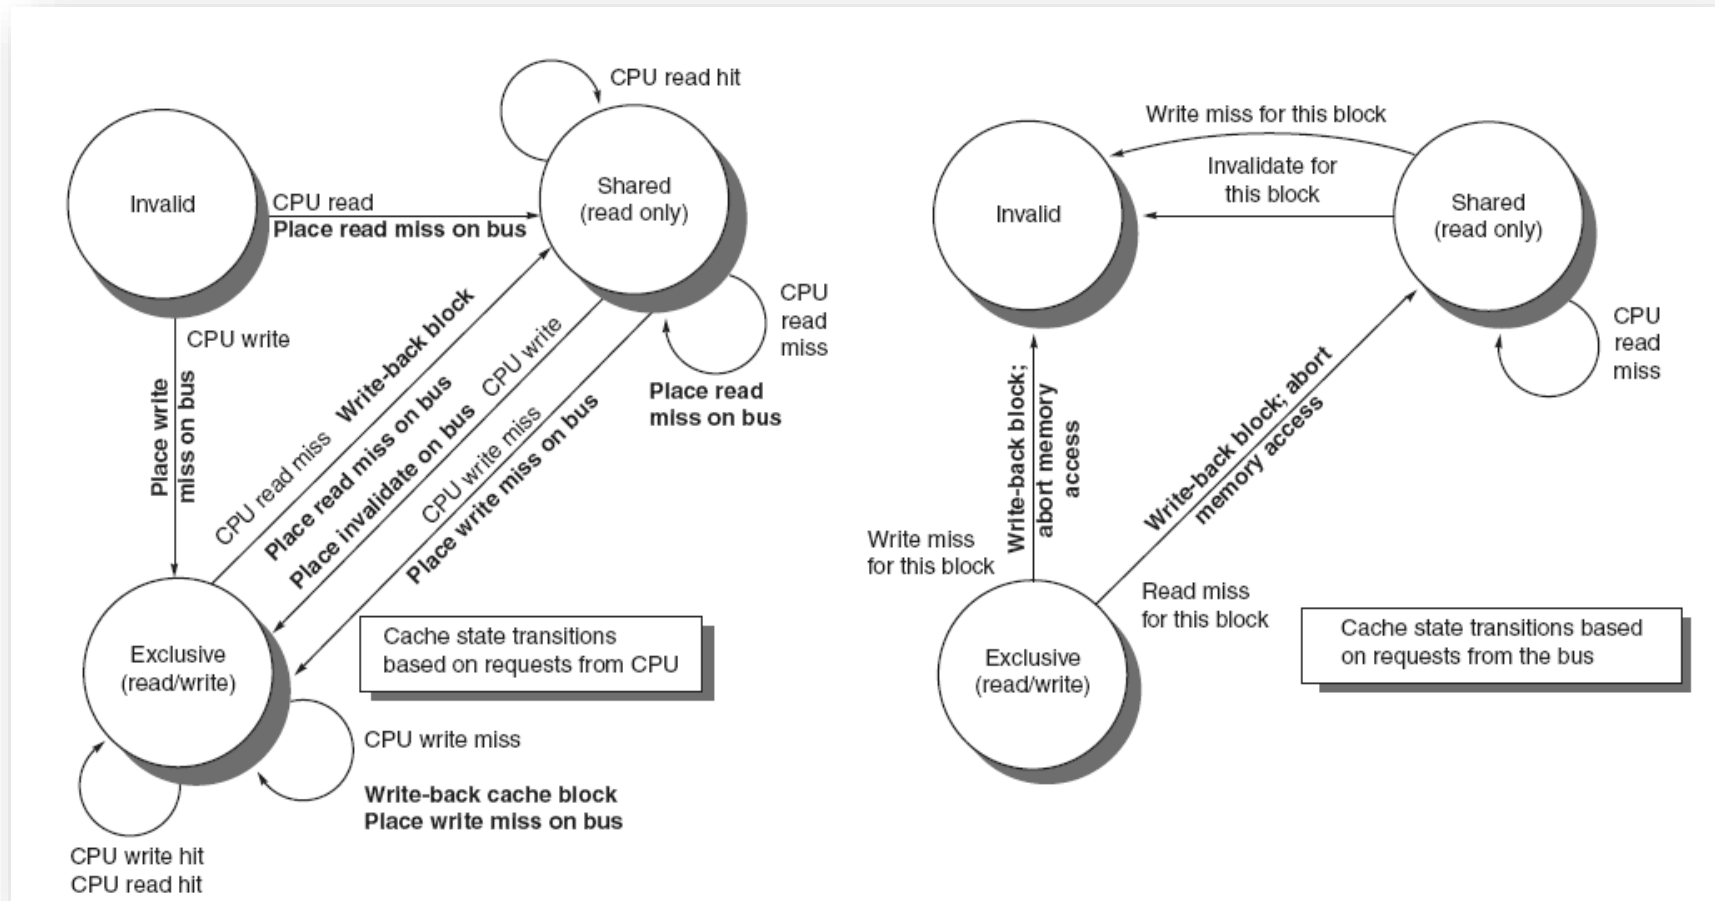 CPU read hit
Invalid
Shared
(read only)
CPU read
Place read miss on bus
CPU write
Place write
miss on bus
CPU read miss Write-back block
Place read miss on bus
Place invalidate on bus CPU write
CPU write miss
Place write miss on bus
CPU
read
miss
Place read
miss on bus
Exclusive
(read/write)
Cache state transitions
based on requests from CPU
CPU write miss
Write-back cache block
Place write miss on bus
CPU write hit
CPU read hit
Write miss for this block
Invalidate for
this block
Invalid
Shared
(read only)
CPU
read
miss
Write-back block;
abort memory
access
Write-back block; abort
memory access
Write miss
for this block
Read miss
for this block
Exclusive
(read/write)
Cache state transitions based
on requests from the bus